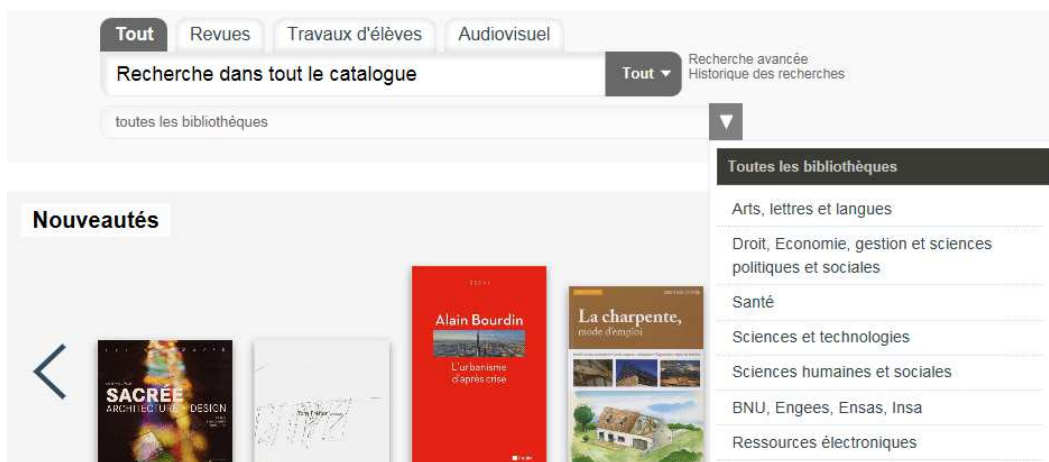 Tout Revues Travaux d'élèves Audiovisuel
Recherche dans tout le catalogue
Tout
Recherche avancée
Historique des recherches
toutes les bibliothèques
Toutes les bibliothèques
Arts, lettres et langues
Droit, Economie, gestion et sciences
politiques et sociales
Santé
Sciences et technologies
Sciences humaines et sociales
BNU, Engees, Ensas, Insa
Ressources électroniques
Nouveautés
SACRÉE
ARCHITECTURE + DESIGN
Tony Fretton
Alain Bourdin
L'urbanisme
d'après crise
La charpente,
mode d'emploi